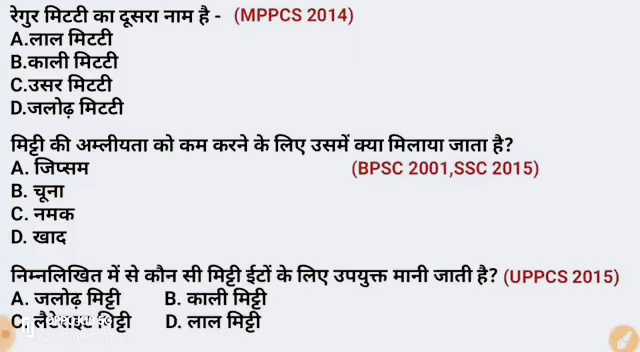 रेगुर मिटटी का दूसरा नाम है - (MPPCS 2014)
A.लाल मिटटी
B.काली मिटटी
C.उसर मिटटी
D.जलोढ़ मिटटी
मिट्टी की अम्लीयता को कम करने के लिए उसमें क्या मिलाया जाता है?
A. जिप्सम (BPSC 2001,SSC 2015)
B. चूना
C. नमक
D. खाद
निम्नलिखित में से कौन सी मिट्टी ईटों के लिए उपयुक्त मानी जाती है? (UPPCS 2015)
A. जलोढ़ मिट्टी B. काली मिट्टी
C. लैटेराइट मिट्टी D. लाल मिट्टी